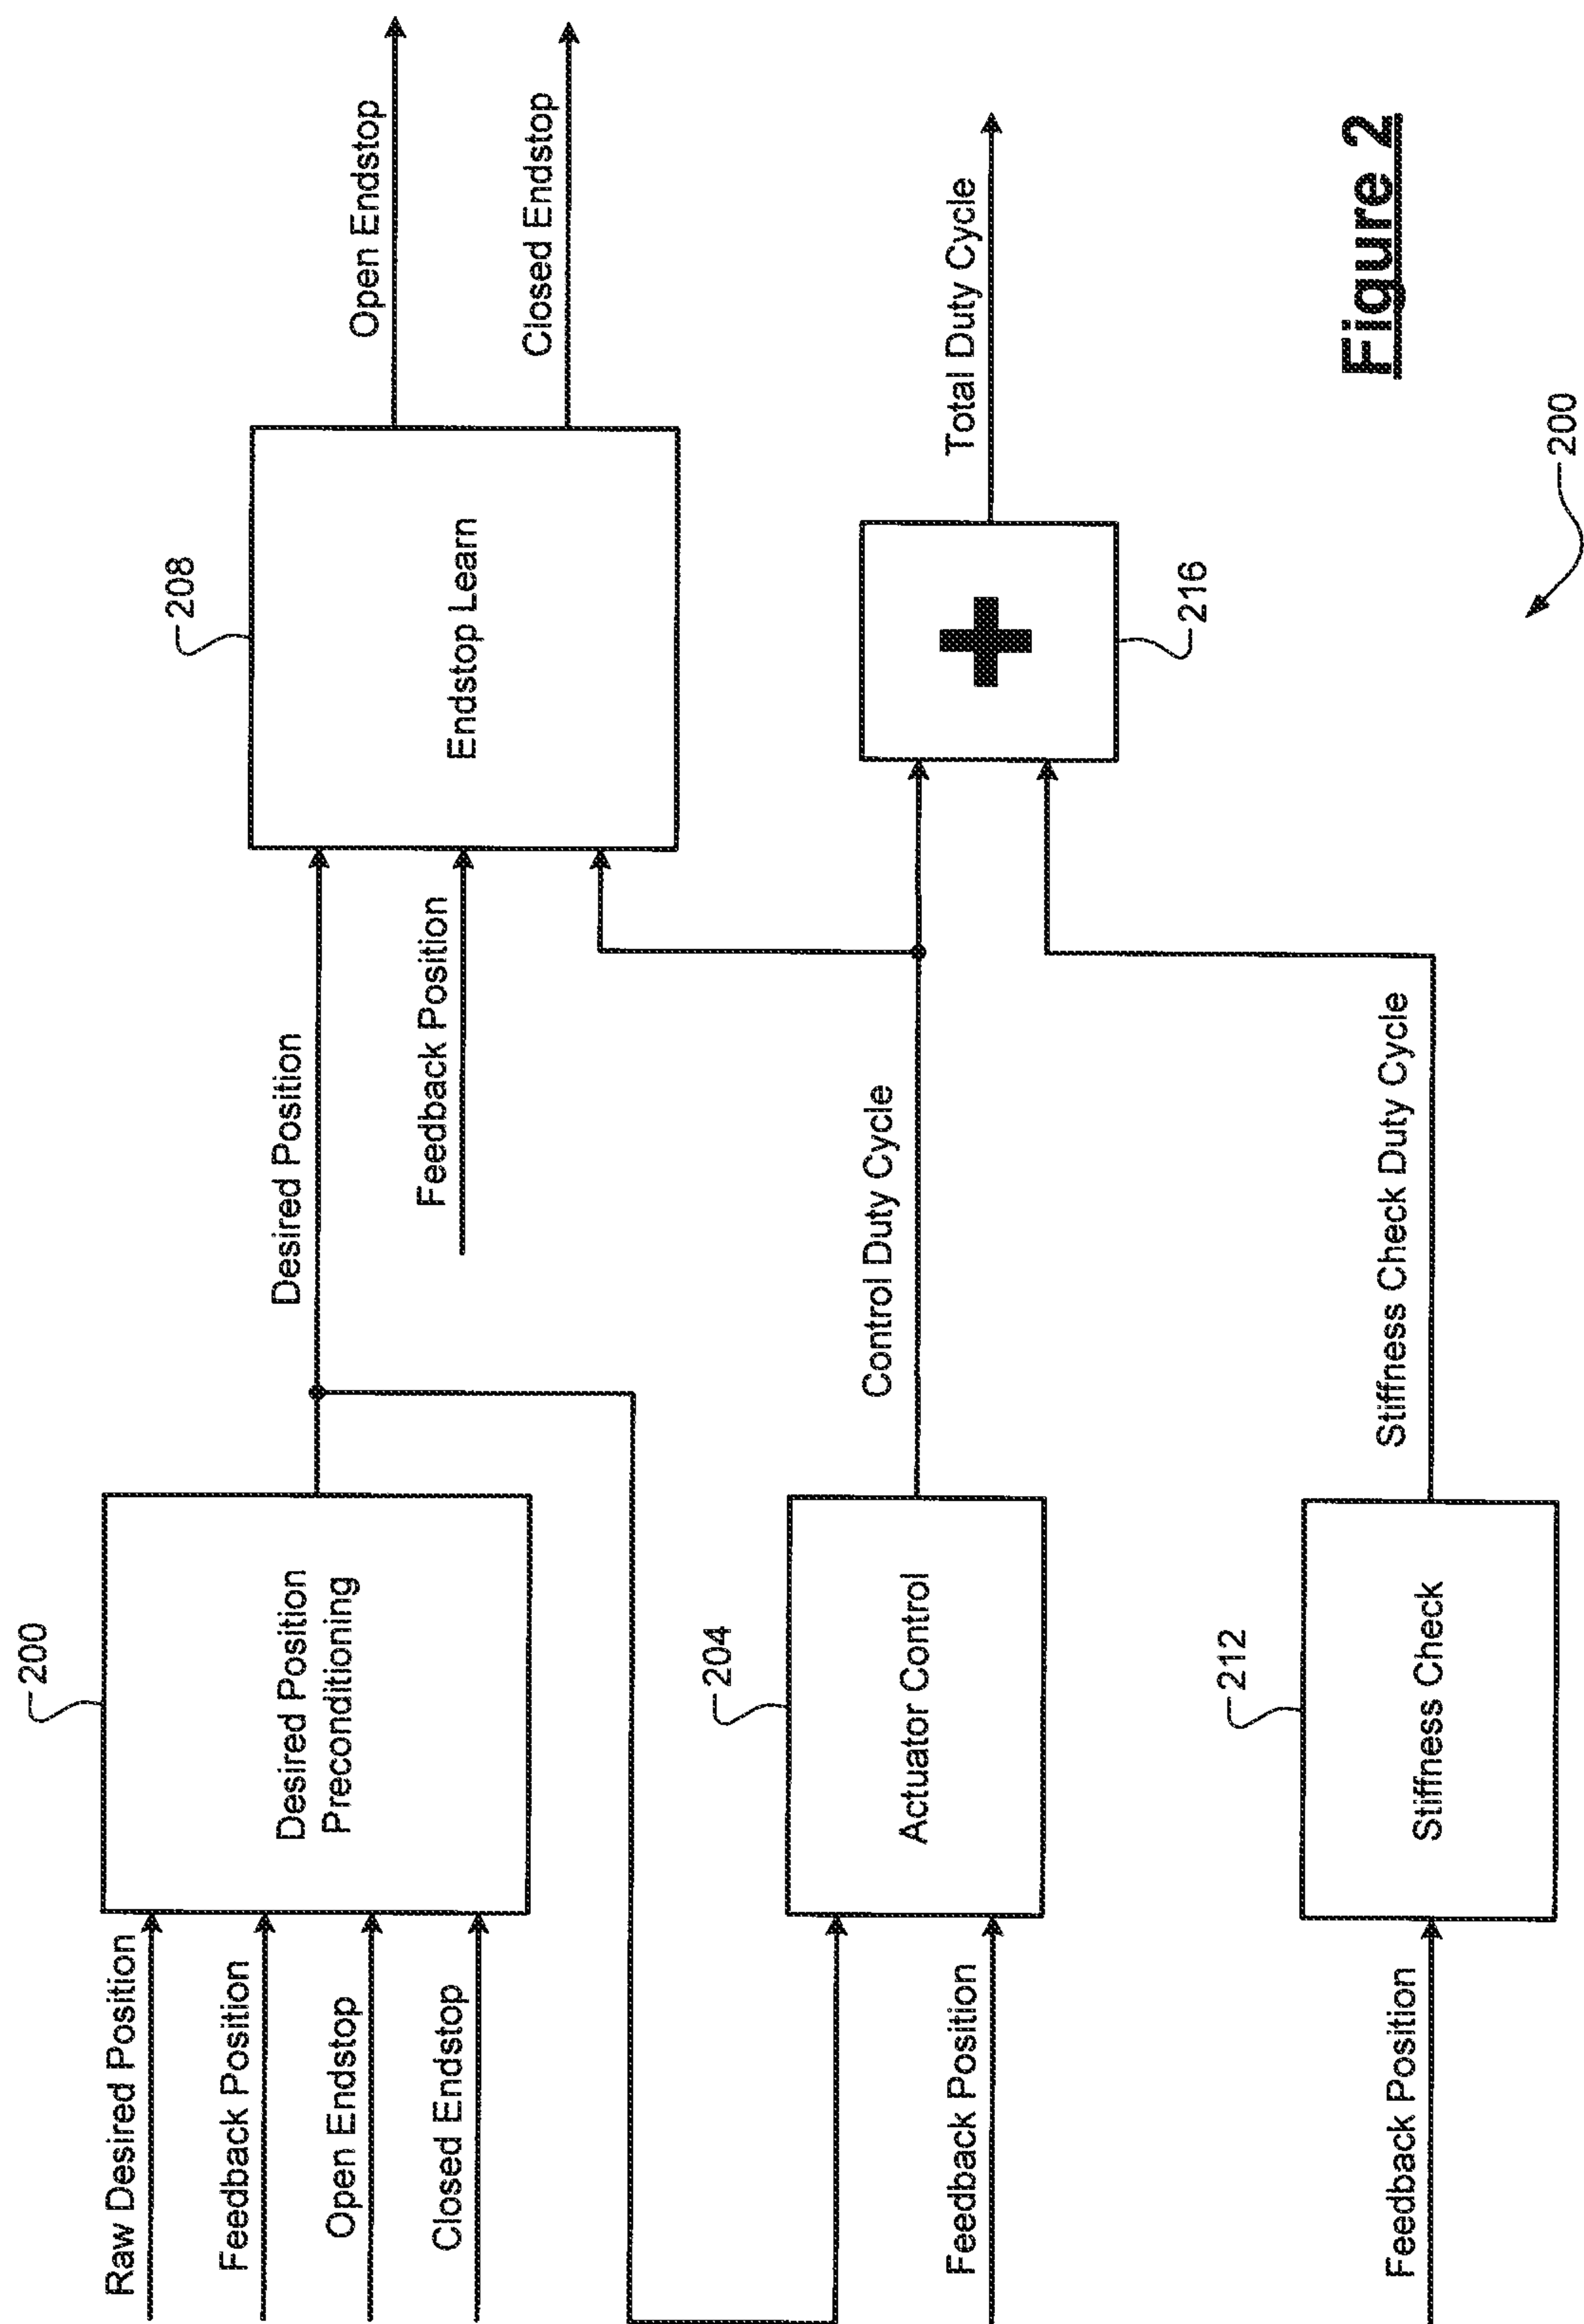 200
Raw Desired Position
Feedback Position
Open Endstop
Closed Endstop
Desired Position
Preconditioning
Desired Position
Feedback Position
208
Endstop Learn
Open Endstop
Closed Endstop
204
Feedback Position
Actuator Control
Control Duty Cycle
+
216
Total Duty Cycle
212
Feedback Position
Stiffness Check
Stiffness Check Duty Cycle
200
Figure 2